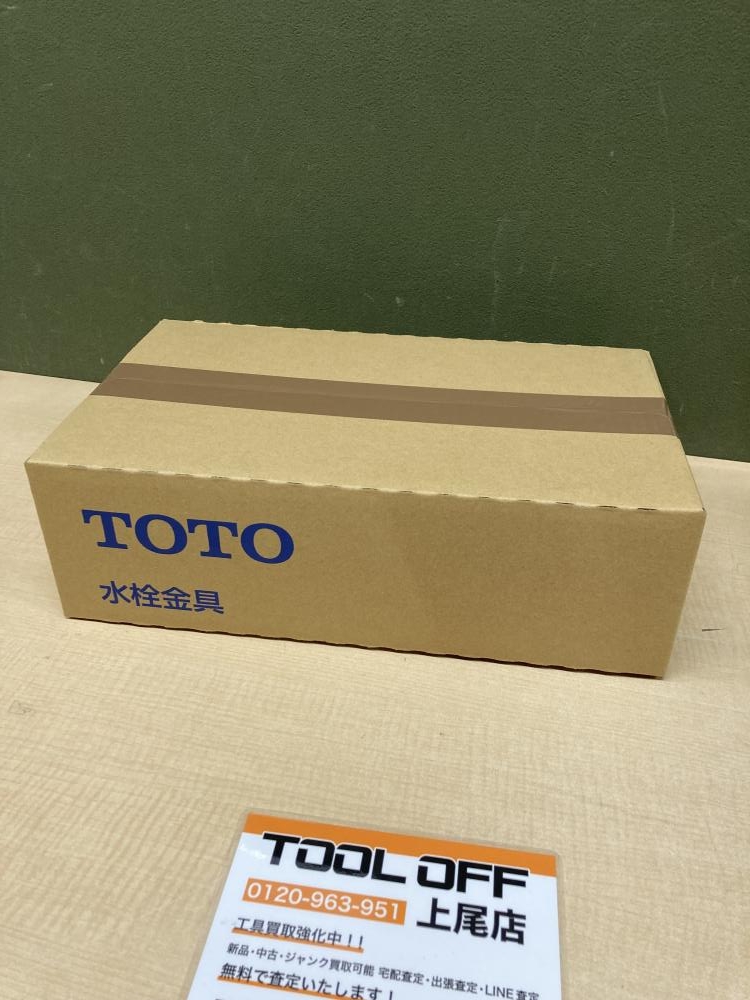 TOTO
水栓金具
TOOL OFF
0120-963-951 上尾店
工具買取強化中!!
新品・中古・ジャンク買取可能 宅配査定・出張査定・LINE査定
無料で査定いたします!